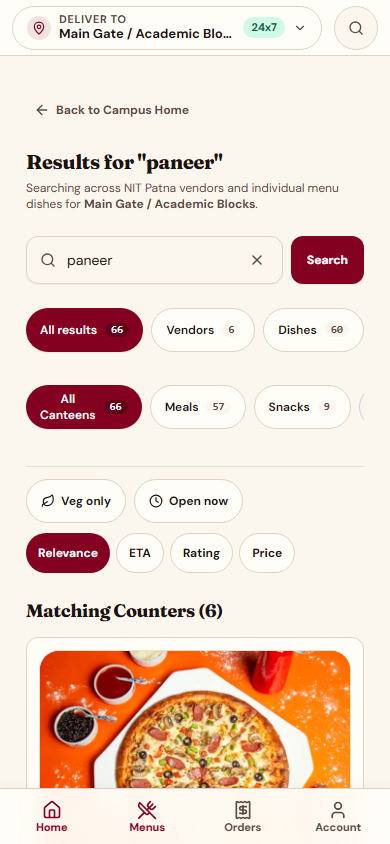 DELIVER TO
Main Gate / Academic Blo...
24x7
Back to Campus Home
Results for "paneer"
Searching across NIT Patna vendors and individual menu
dishes for Main Gate / Academic Blocks.
paneer
Search
All results 66
Vendors 6
Dishes 60
All
Canteens 66
Meals 57
Snacks 9
Veg only
Open now
Relevance
ETA
Rating
Price
Matching Counters (6)
Home
Menus
Orders
Account